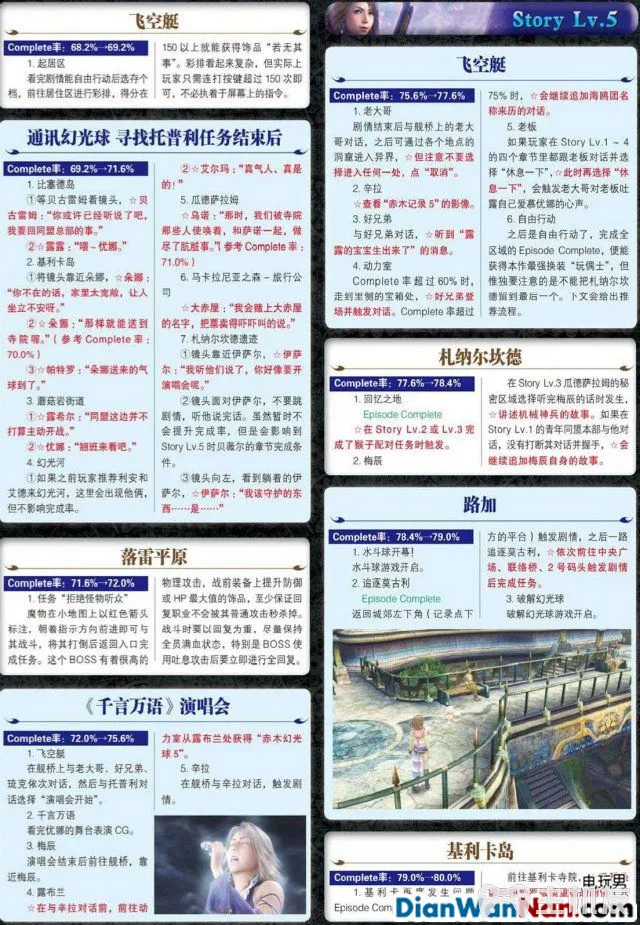 飞空艇
Complete率：68.2%→69.2%
1. 起居区
看完剧情能自由行动后选存个
档，前往居住区进行彩排，得分在
150 以上就能获得饰品“若无其
事”。彩排看起来复杂，但实际上
玩家只需连打按键超过 150 次即
可，不必执着于屏幕上的指令。
通讯幻光球 寻找托普利任务结束后
Complete率：69.2%→71.6%
1. 比塞德岛
①等贝雷姆看镜头，☆贝
古雷姆：“你或许已经听说了吧，
我要回同盟总部的事。”
②☆露露：“喂~优娜。”
2. 基利卡岛
①将镜头靠近朵娜，☆朵娜：
“你不在的话，家里太宽敞，让人
坐立不安呀。”
②☆朵娜：“那样就能送到
寺院喔。”（参考 Complete率：
70.0%）
③☆帕特罗：“朵娜送来的气
球到了。”
3. 蘑菇岩街道
①☆露希尔：“同盟这边并不
打算主动开战。”
②☆优娜：“翅班来看吧。”
4. 幻光河
①如果之前玩家推荐利安和
艾德来幻光河，这里会出现他俩，
但不影响完成率。
②☆艾尔玛：“真气人、真是
的！”
5. 瓜德萨拉姆
☆乌诺：“那时，我们被寺院
那些人使唤着，和萨诺一起，做
尽了肮脏事。”（参考 Complete率：
71.0%）
6. 马卡拉尼亚之森－旅行公
司
☆大赤屋：“我会赌上大赤屋
的名字，把票卖得吓吓叫的说。”
7. 札纳尔坎德遗迹
①镜头靠近伊萨尔，☆伊萨
尔：“我听他们说了，你好像要开
演唱会呢。”
②镜头面对伊萨尔，不要跳
剧情，听他说完话。虽然暂时不
会提升完成率，但是会影响到
Story Lv.5 时贝薇尔的章节完成条
件。
③镜头向左，看到躺着的伊
萨尔，☆伊萨尔：“我该守护的东
西……是……”
落雷平原
Complete率：71.6%→72.0%
1. 任务“拒绝怪物听众”
魔物在小地图上以红色箭头
标注，朝着指示方向前进即可与
其战斗，将其打倒后返回入口完
成任务。这个 BOSS 有着很高的
物理攻击，战前装备上提升防御
或 HP 最大值的饰品，至少保证回
复职业不会被其普通攻击秒杀掉。
战斗时要以回复为重，尽量保持
全员满血状态，特别是 BOSS 使
用吐息攻击后要立即进行全回复。
《千言万语》演唱会
Complete率：72.0%→75.6%
1. 飞空艇
在舰桥上与老大哥、好兄弟、
琉克依次对话，然后与托普利对
话选择“演唱会开始”。
2. 千言万语
看完优娜的舞台表演 CG。
3. 梅辰
演唱会结束后前往舰桥，靠
近梅辰。
4. 露布兰
☆在与辛拉对话前，前往动
力室从露布兰处获得“赤木幻光
球 5”。
5. 辛拉
在舰桥与辛拉对话，触发剧
情。
Story Lv.5
飞空艇
Complete率：75.6%→77.6%
1. 老大哥
剧情结束后与舰桥上的老大
哥对话，之后可通过各个地点的
洞窟进入异界，☆但注意不要选
择进入任何一处，点“取消”。
2. 辛拉
☆查看“赤木记录 5”的影像。
3. 好兄弟
与好兄弟对话，☆听到“露
露的宝宝生出来了”的消息。
4. 动力室
Complete 率超过 60%时，
走到里侧的宝箱处，☆好兄弟登
场并触发对话。Complete 率超过
75% 时，☆会继续追加海鸥团名
称来历的对话。
5. 老板
如果玩家在 Story Lv.1 ~ 4
的四个章节里都跟老板对话并选
择“休息一下”，☆此时再选择“休
息一下”，会触发老大哥对老板吐
露自己爱慕优娜的心声。
6. 自由行动
之后是自由行动了，完成全
区域的 Episode Complete，便能
获得本作最强换装“玩偶士”，但
惟独要注意的是不能把札纳尔坎
德留到最后一个。下文会给出推
荐流程。
札纳尔坎德
Complete率：77.6%→78.4%
1. 回忆之地
Episode Complete
☆在 Story Lv.2 或 Lv.3 完
成了猴子配对任务时触发。
2. 梅辰
在 Story Lv.3 瓜德萨拉姆的秘
密区域选择听完梅辰的话时发生，
☆讲述机械神兵的故事。如果在
Story Lv.1 的青年同盟本部与他对
话，没有打断其对话并握手，☆会
继续追加梅辰自身的故事。
路加
Complete率：78.4%→79.0%
1. 水斗球开幕！
水斗球游戏开启。
2. 追逐莫古利
Episode Complete
返回城郊左下角（记录点下
方的平台）触发剧情，之后一路
追逐莫古利，☆依次前往中央广
场、联络桥、2 号码头触发剧情后
完成任务。
3. 破解幻光球
破解幻光球游戏开启。
基利卡岛
Complete率：79.0%→80.0%
1. 基利卡再度发生问题
Episode Com
前往基利卡寺院，
电玩男
DianWanNan.com